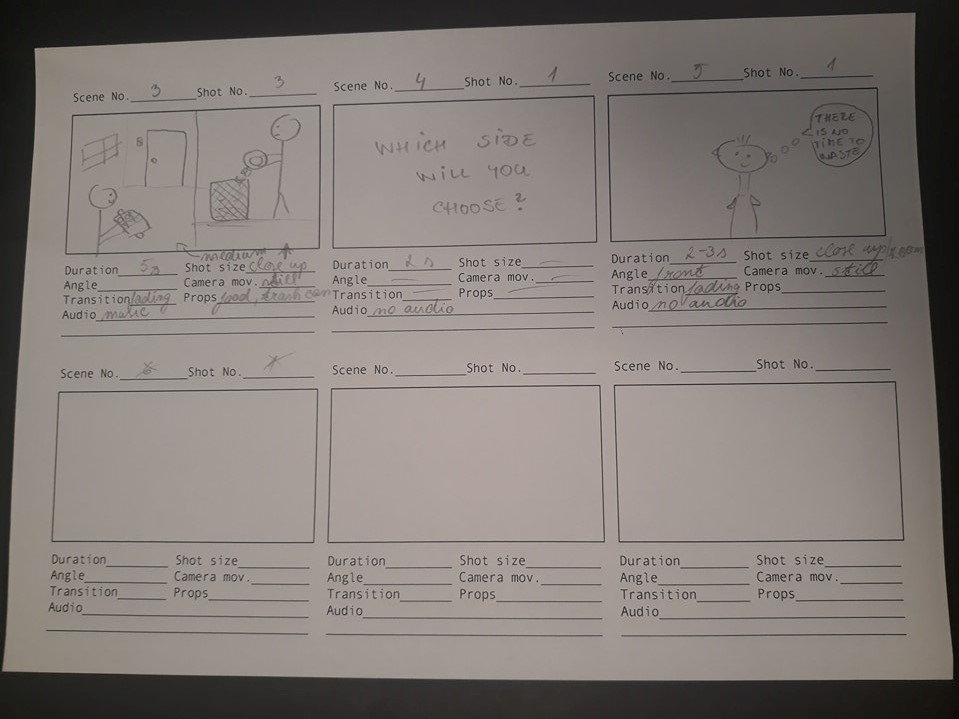 Scene No. 3 Shot No. 3
Scene No. 4 Shot No. 1
Scene No. 5 Shot No. 1
WHICH SIDE
WILL YOU
CHOOSE?
THERE
IS NO
TIME TO
WASTE
medium
Duration 5s Shot size close up
Angle Camera mov. still
Transition fading Props food, trash can
Audio music
Duration 2s Shot size
Angle Camera mov.
Transition Props
Audio no audio
Duration 2-3s Shot size close up/zoom
Angle front Camera mov. still
Transition fading Props
Audio no audio
Scene No. Shot No.
Scene No. Shot No.
Scene No. Shot No.
Duration Shot size
Angle Camera mov.
Transition Props
Audio
Duration Shot size
Angle Camera mov.
Transition Props
Audio
Duration Shot size
Angle Camera mov.
Transition Props
Audio